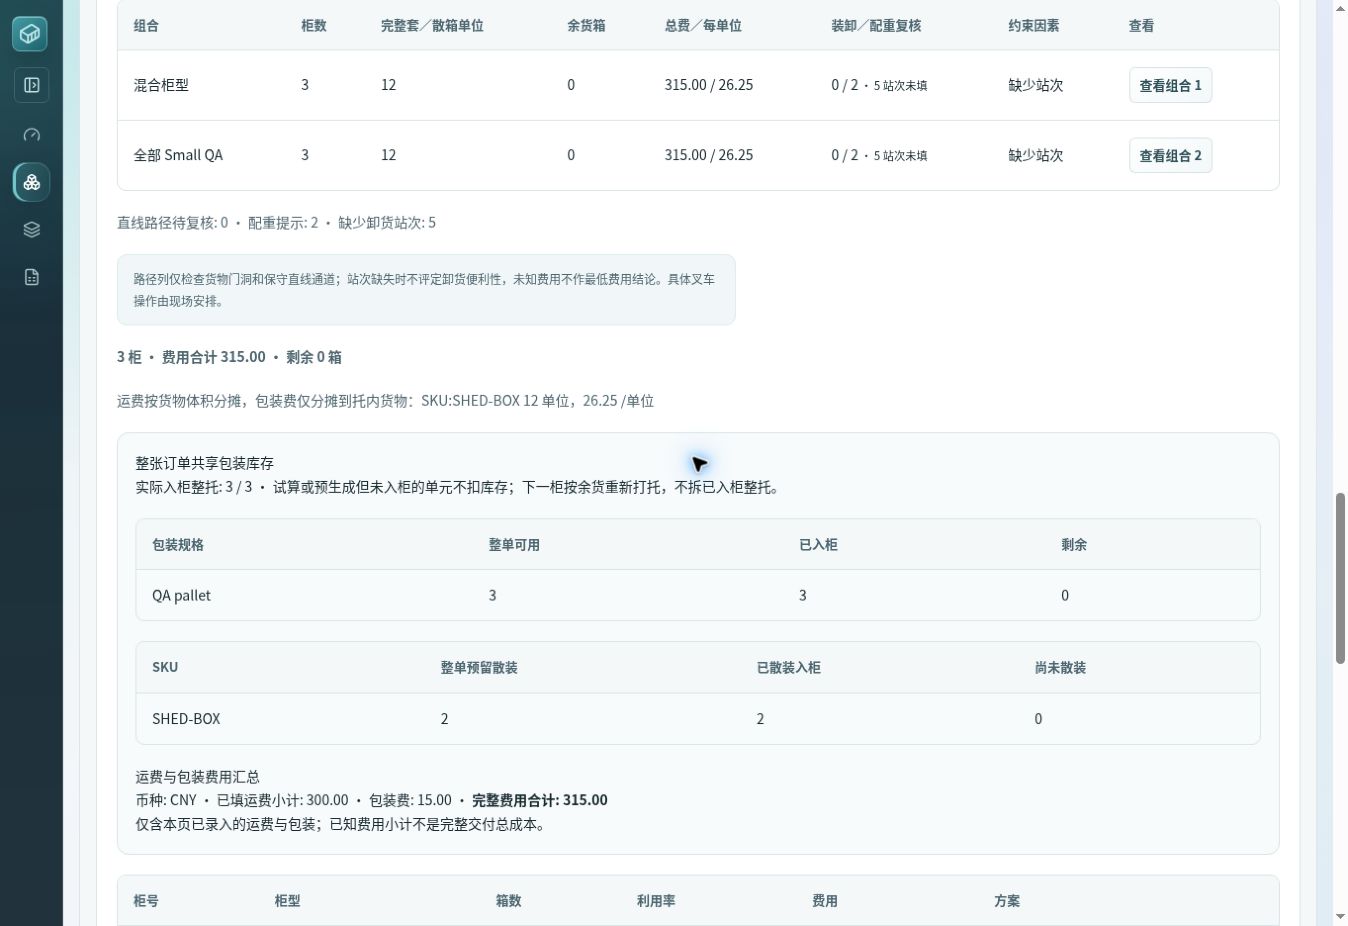 组合 柜数 完整套／散箱单位 余货箱 总费／每单位 装卸／配重复核 约束因素 查看
混合柜型 3 12 0 315.00 / 26.25 0 / 2 · 5 站次未填 缺少站次 查看组合 1
全部 Small QA 3 12 0 315.00 / 26.25 0 / 2 · 5 站次未填 缺少站次 查看组合 2
直线路径待复核: 0 · 配重提示: 2 · 缺少卸货站次: 5
路径列仅检查货物门洞和保守直线通道；站次缺失时不评定卸货便利性，未知费用不作最低费用结论。具体叉车
操作由现场安排。
3 柜 · 费用合计 315.00 · 剩余 0 箱
运费按货物体积分摊，包装费仅分摊到托内货物：SKU:SHED-BOX 12 单位，26.25 /单位
整张订单共享包装库存
实际入柜整托: 3 / 3 · 试算或预生成但未入柜的单元不扣库存；下一柜按余货重新打托，不拆已入柜整托。
包装规格 整单可用 已入柜 剩余
QA pallet 3 3 0
SKU 整单预留散装 已散装入柜 尚未散装
SHED-BOX 2 2 0
运费与包装费用汇总
币种: CNY · 已填运费小计: 300.00 · 包装费: 15.00 · 完整费用合计: 315.00
仅含本页已录入的运费与包装；已知费用小计不是完整交付总成本。
柜号 柜型 箱数 利用率 费用 方案